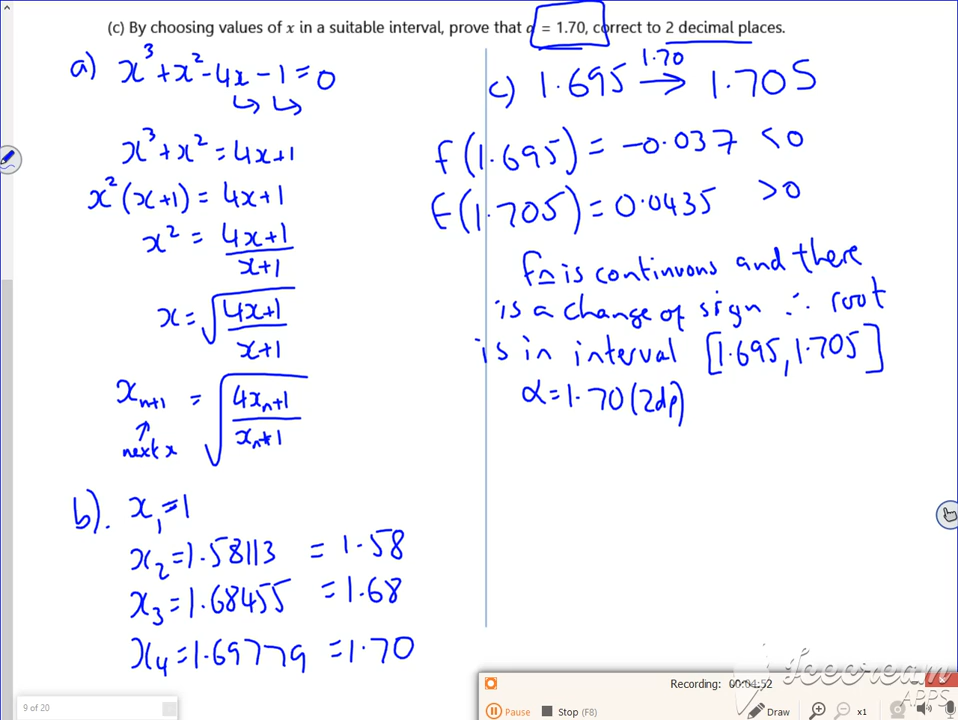 (c) By choosing values of x in a suitable interval, prove that α = 1.70, correct to 2 decimal places.
a) x³+x²-4x-1=0
x³+x²=4x+1
x²(x+1) = 4x+1
x² = (4x+1)/(x+1)
x = √((4x+1)/(x+1))
xₙ₊₁ = √((4xₙ+1)/(xₙ+1))
↑
next x
b). x₁=1
x₂=1.58113 = 1.58
x₃=1.68455 = 1.68
x₄=1.69779 = 1.70
1.70
c) 1.695 → 1.705
f(1.695) = -0.037 <0
f(1.705) = 0.0435 >0
fn is continuous and there
is a change of sign ∴ root
is in interval [1.695, 1.705]
α=1.70(2dp)
Icecream
APPS
Recording: 00:04:52
Pause Stop (F8) Draw x1
9 of 20